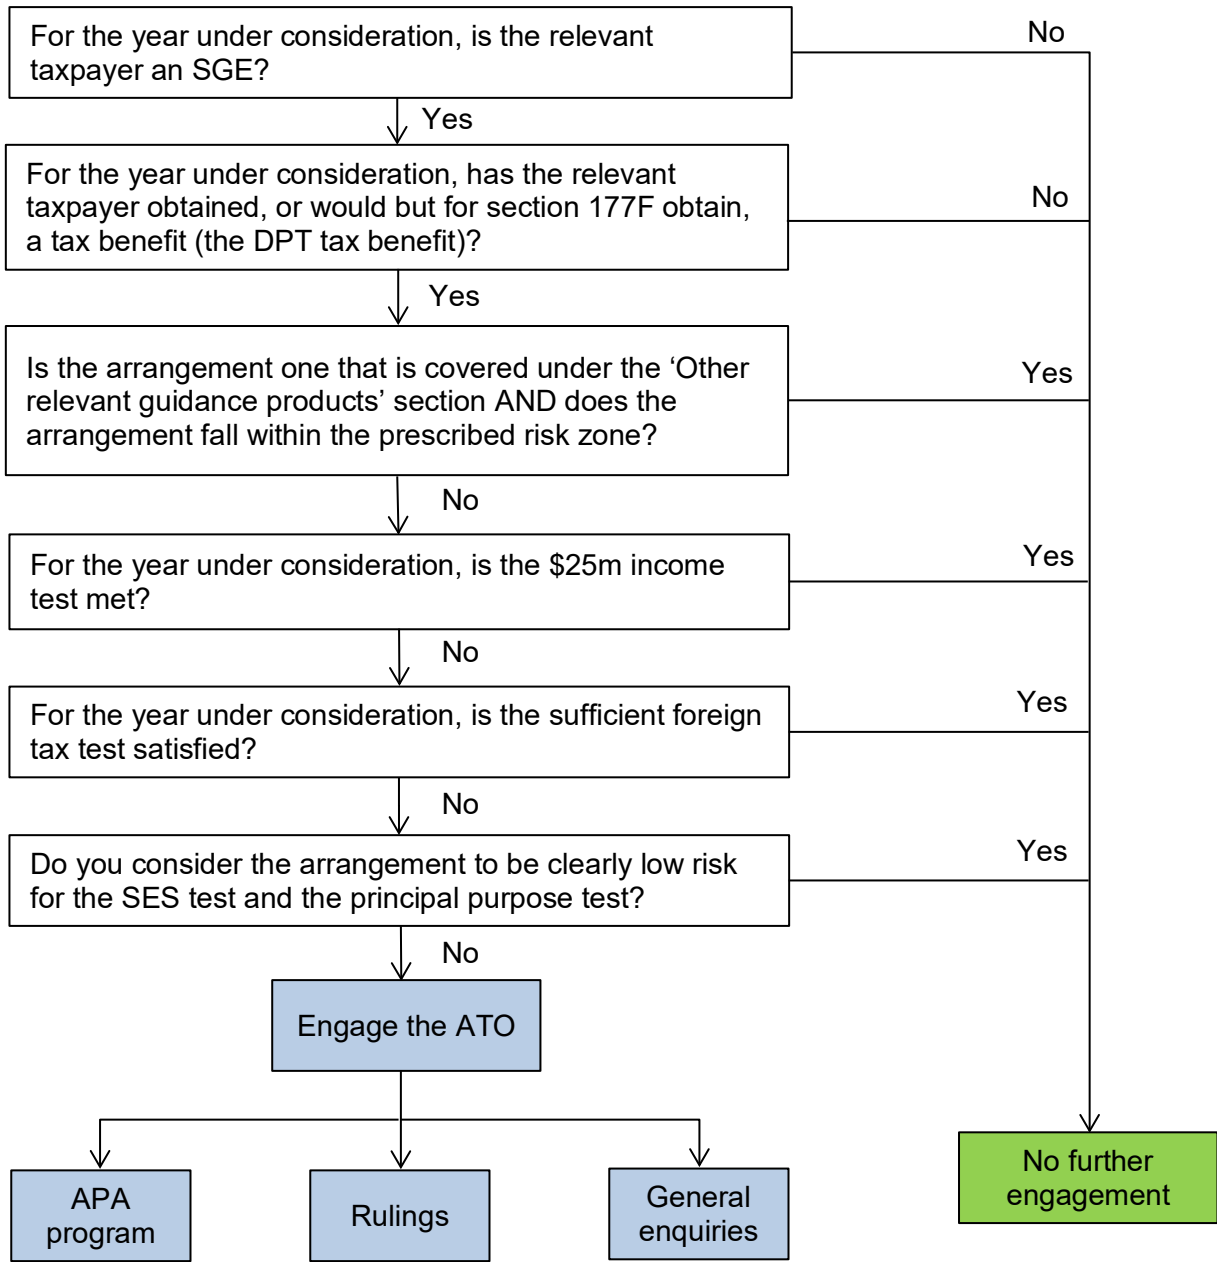 For the year under consideration, is the relevant
taxpayer an SGE?
No
Yes
For the year under consideration, has the relevant
taxpayer obtained, or would but for section 177F obtain,
a tax benefit (the DPT tax benefit)?
No
Yes
Is the arrangement one that is covered under the ‘Other
relevant guidance products’ section AND does the
arrangement fall within the prescribed risk zone?
Yes
No
For the year under consideration, is the $25m income
test met?
Yes
No
For the year under consideration, is the sufficient foreign
tax test satisfied?
Yes
No
Do you consider the arrangement to be clearly low risk
for the SES test and the principal purpose test?
Yes
No
Engage the ATO
APA
program
Rulings
General
enquiries
No further
engagement